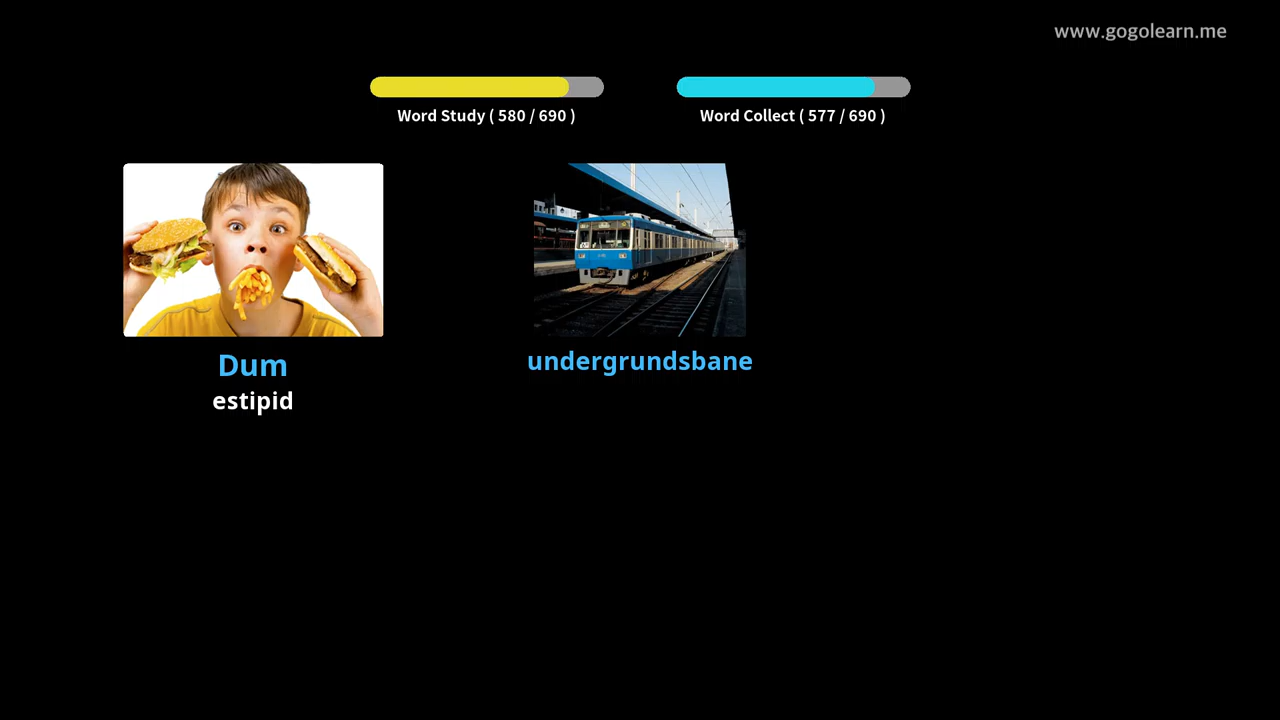 www.gogolearn.me
Word Study ( 580 / 690 )
Word Collect ( 577 / 690 )
Dum
estipid
undergrundsbane